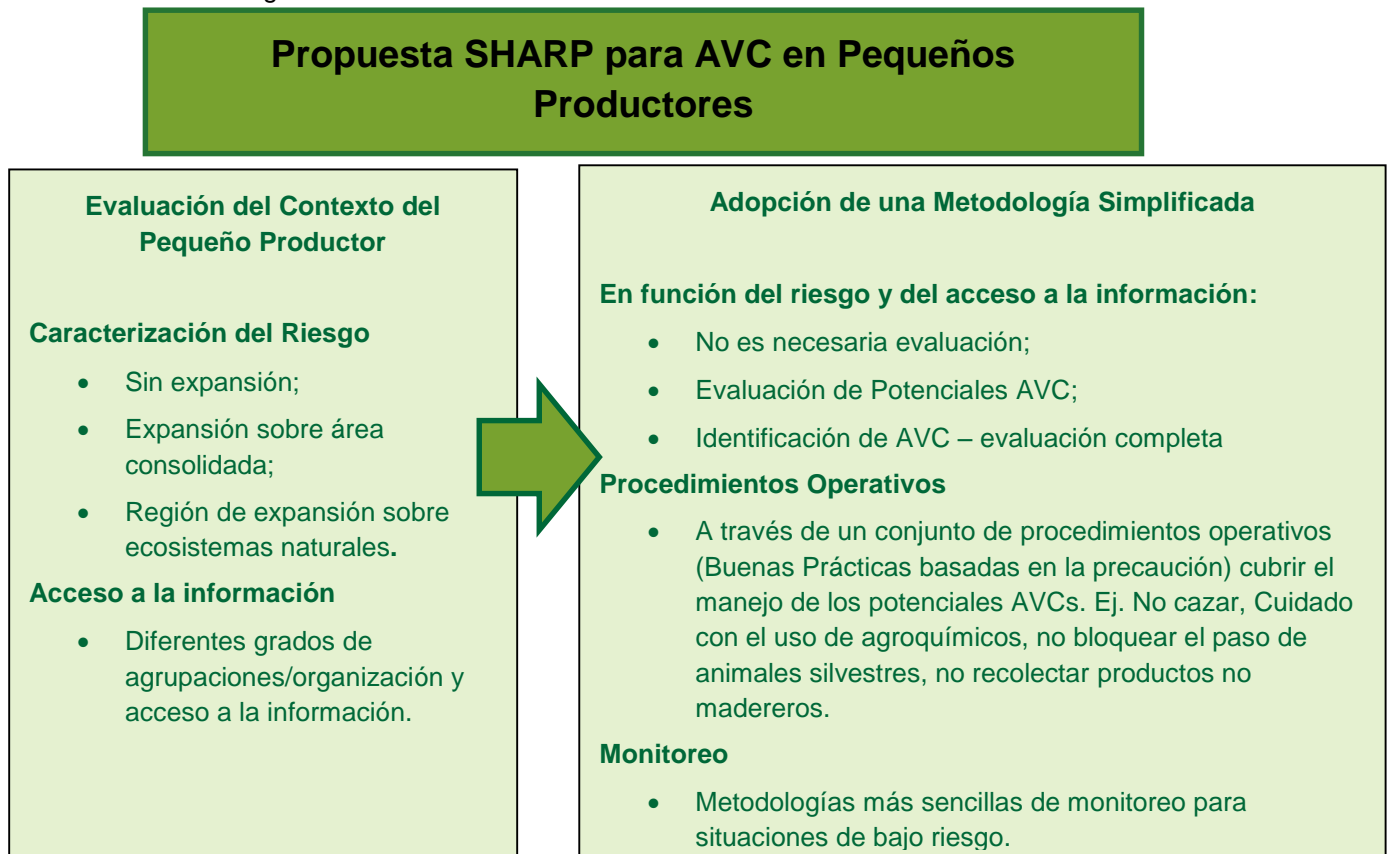 Propuesta SHARP para AVC en Pequeños
Productores
Evaluación del Contexto del
Pequeño Productor
Caracterización del Riesgo
• Sin expansión;
• Expansión sobre área
consolidada;
• Región de expansión sobre
ecosistemas naturales.
Acceso a la información
• Diferentes grados de
agrupaciones/organización y
acceso a la información.
Adopción de una Metodología Simplificada
En función del riesgo y del acceso a la información:
• No es necesaria evaluación;
• Evaluación de Potenciales AVC;
• Identificación de AVC – evaluación completa
Procedimientos Operativos
• A través de un conjunto de procedimientos operativos
(Buenas Prácticas basadas en la precaución) cubrir el
manejo de los potenciales AVCs. Ej. No cazar, Cuidado
con el uso de agroquímicos, no bloquear el paso de
animales silvestres, no recolectar productos no
madereros.
Monitoreo
• Metodologías más sencillas de monitoreo para
situaciones de bajo riesgo.